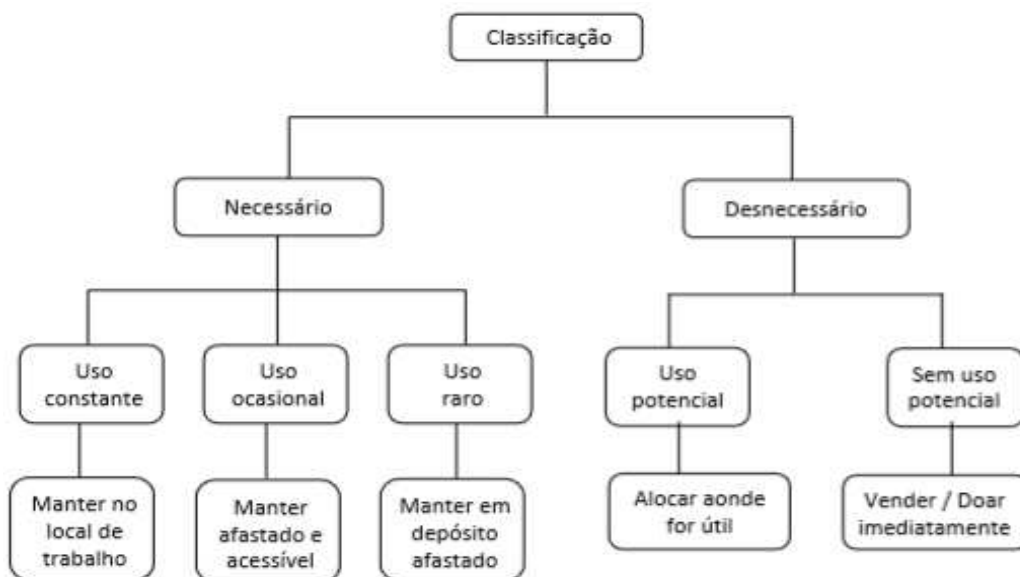 Classificação
Necessário
Desnecessário
Uso
constante
Uso
ocasional
Uso
raro
Uso
potencial
Sem uso
potencial
Manter no
local de
trabalho
Manter
afastado e
acessível
Manter em
depósito
afastado
Alocar aonde
for útil
Vender / Doar
imediatamente